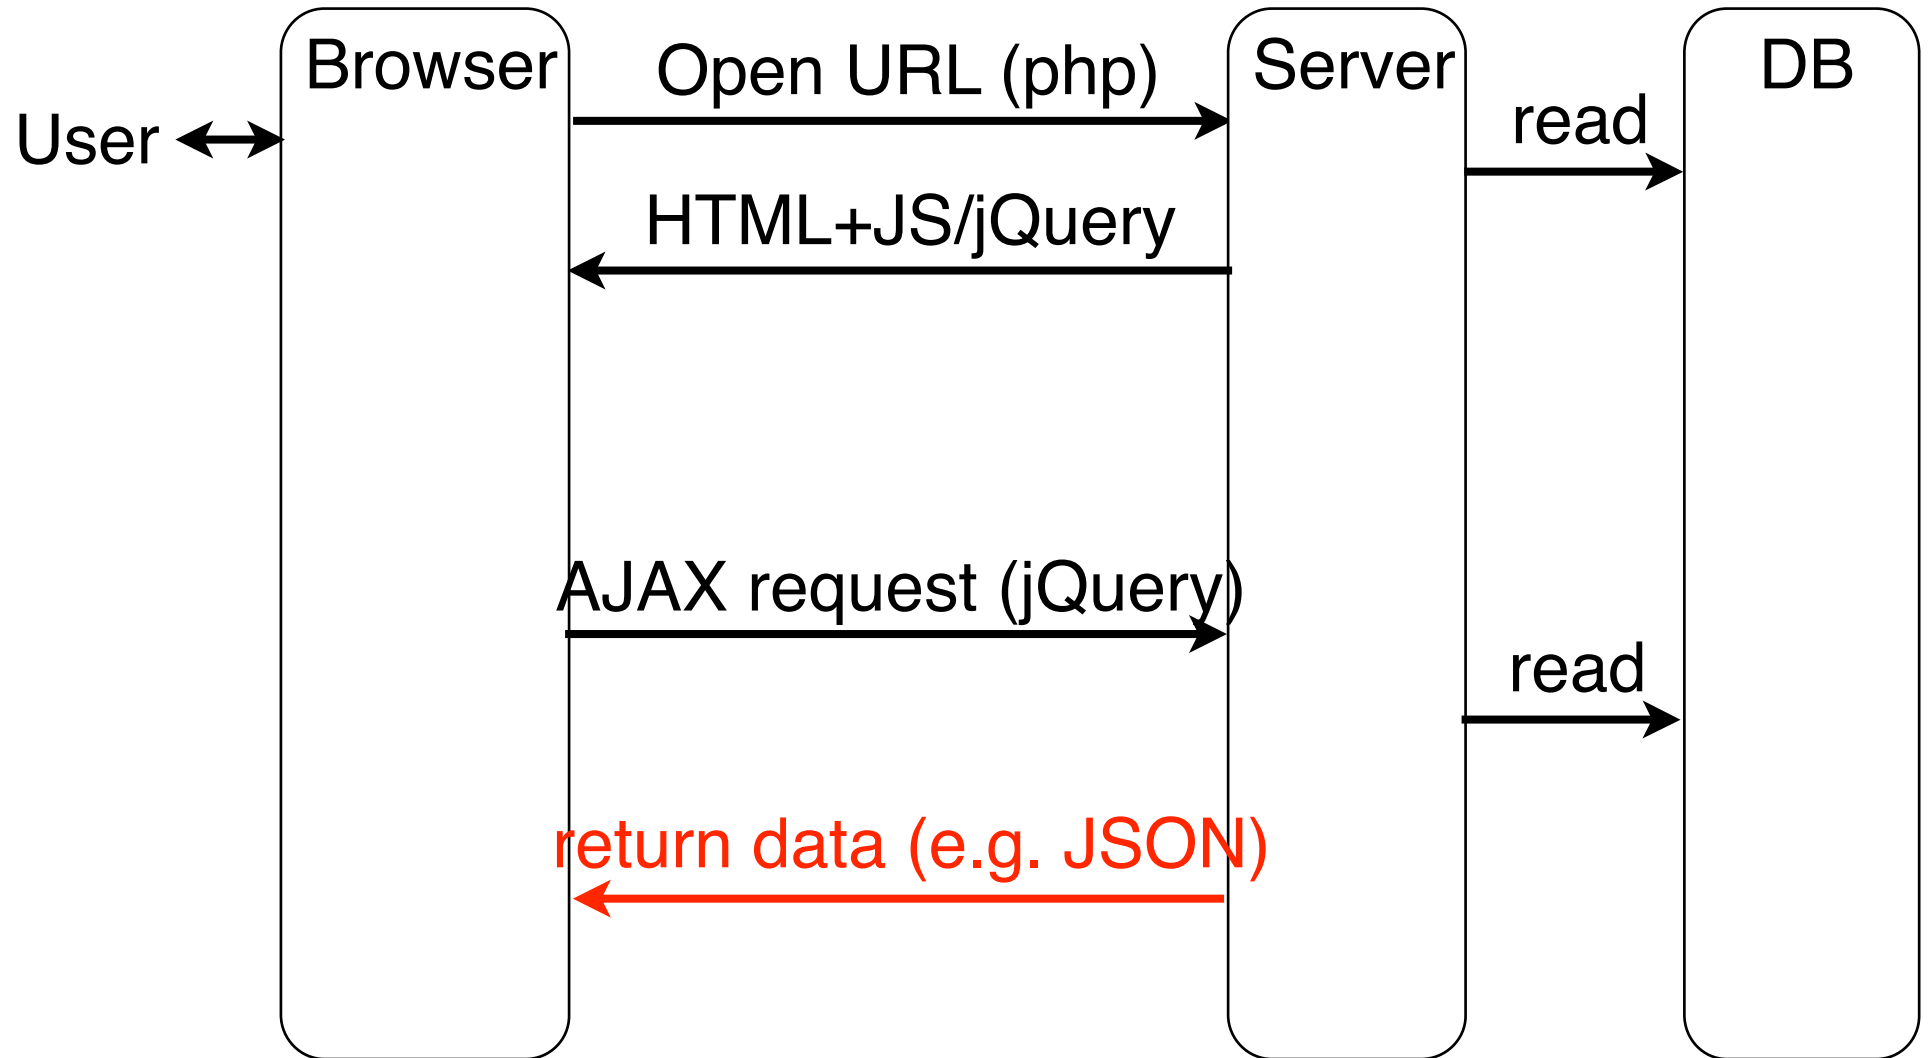 Browser
Open URL (php)
Server
DB
User
read
HTML+JS/jQuery
AJAX request (jQuery)
read
return data (e.g. JSON)